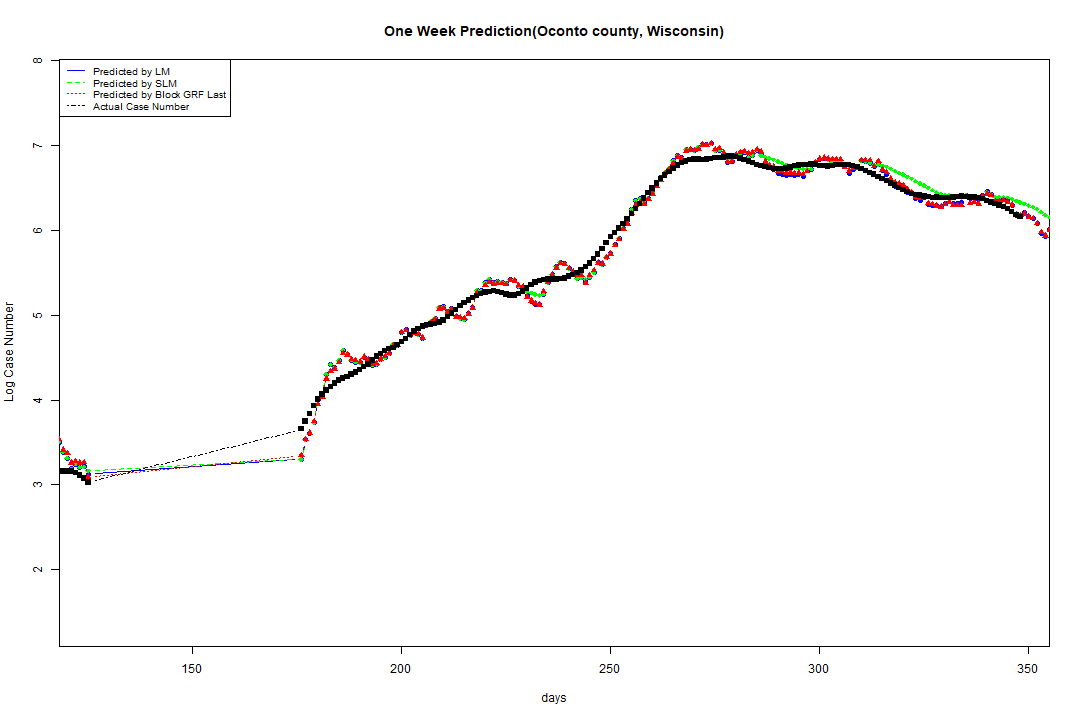 One Week Prediction(Oconto county, Wisconsin)
Predicted by LM
Predicted by SLM
Predicted by Block GRF Last
Actual Case Number
8
7
6
5
4
3
2
Log Case Number
150 200 250 300 350
days